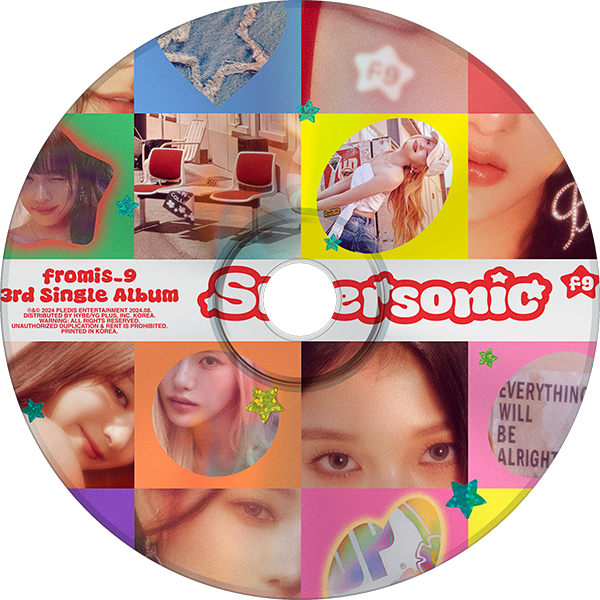 f9
fromis_9
3rd Single Album
℗&© 2024 PLEDIS ENTERTAINMENT 2024.08.
DISTRIBUTED BY HYBE/YG PLUS, INC. KOREA.
WARNING: ALL RIGHTS RESERVED.
UNAUTHORIZED DUPLICATION & RENT IS PROHIBITED.
PRINTED IN KOREA.
Supersonic
f9
EVERYTHING
WILL
BE
ALRIGHT
UP!
®